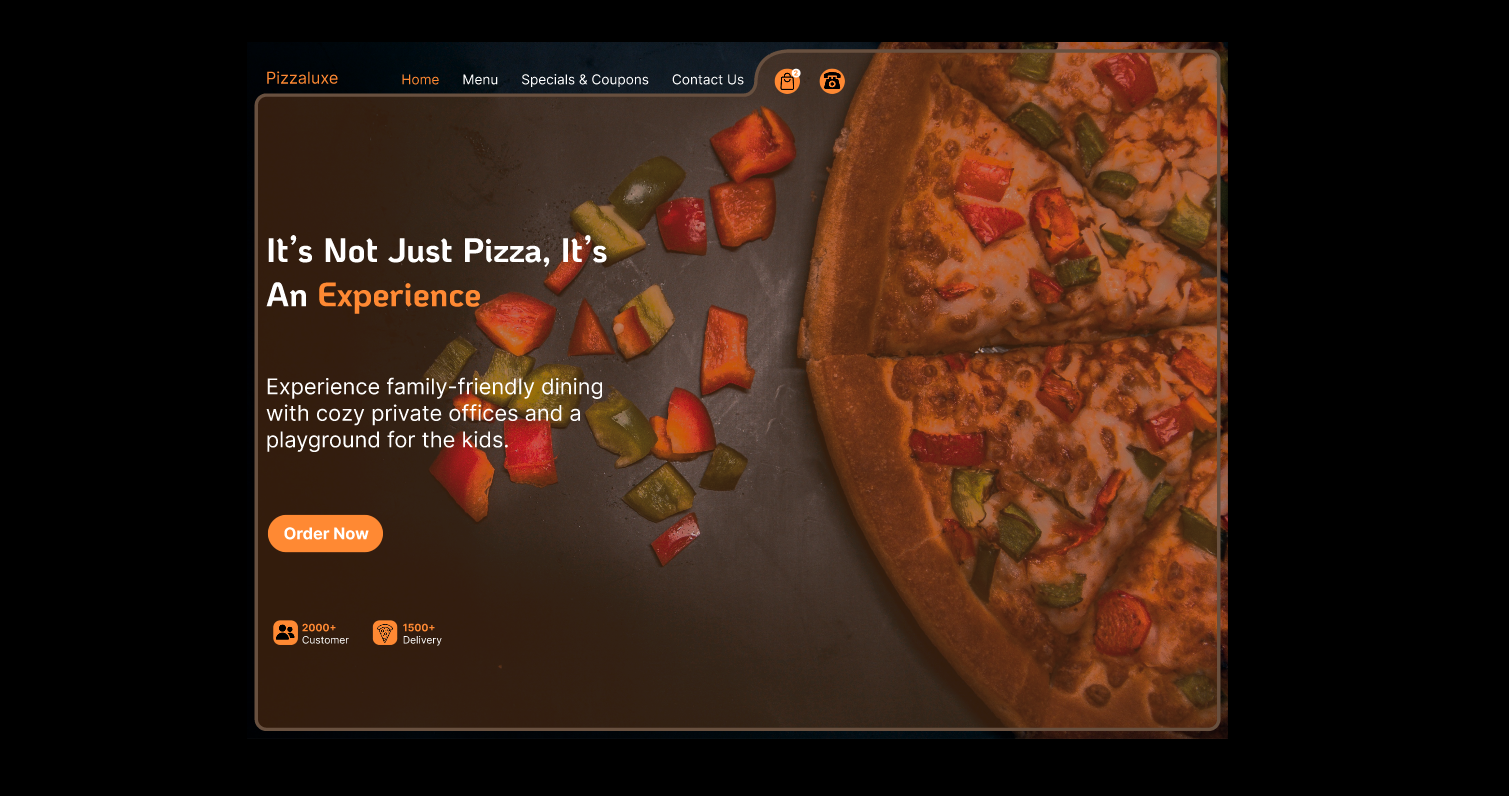 Pizzaluxe
Home Menu Specials & Coupons Contact Us
It's Not Just Pizza, It's
An Experience
Experience family-friendly dining
with cozy private offices and a
playground for the kids.
Order Now
2000+
Customer
1500+
Delivery